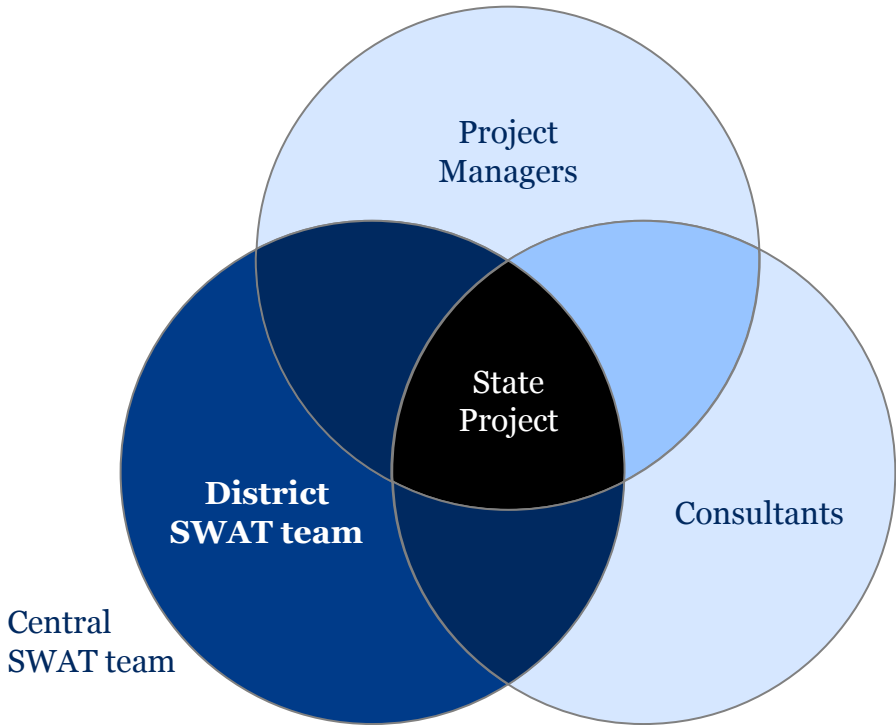 Project
Managers
State
Project
District
SWAT team
Consultants
Central
SWAT team